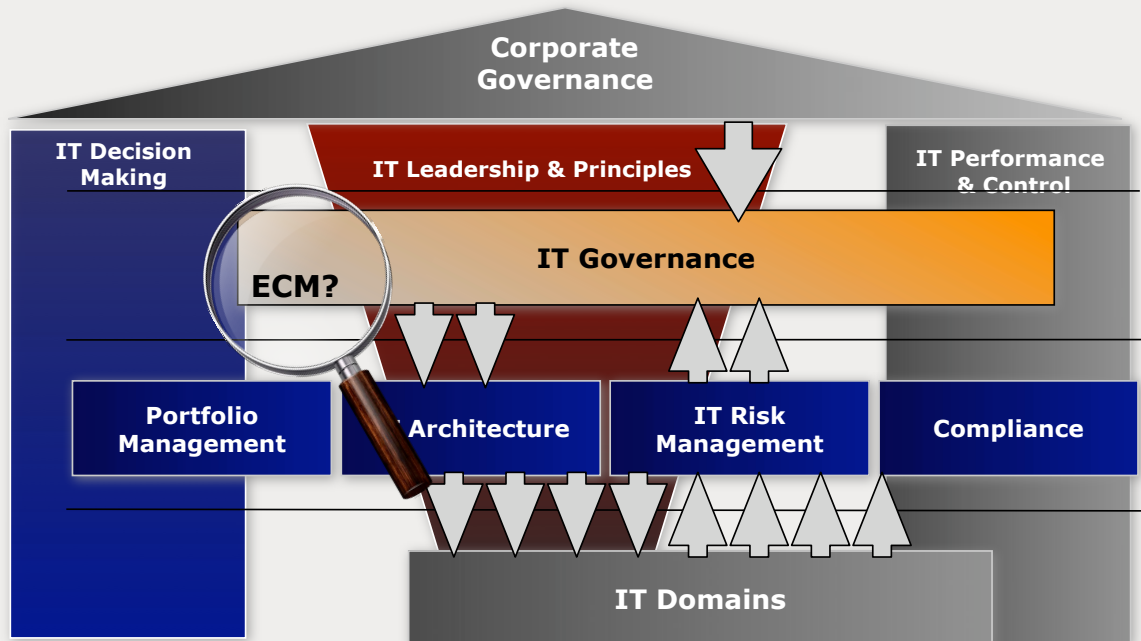 Corporate
Governance
IT Decision
Making
IT Leadership & Principles
IT Performance
& Control
IT Governance
ECM?
Portfolio
Management
Architecture
IT Risk
Management
Compliance
IT Domains